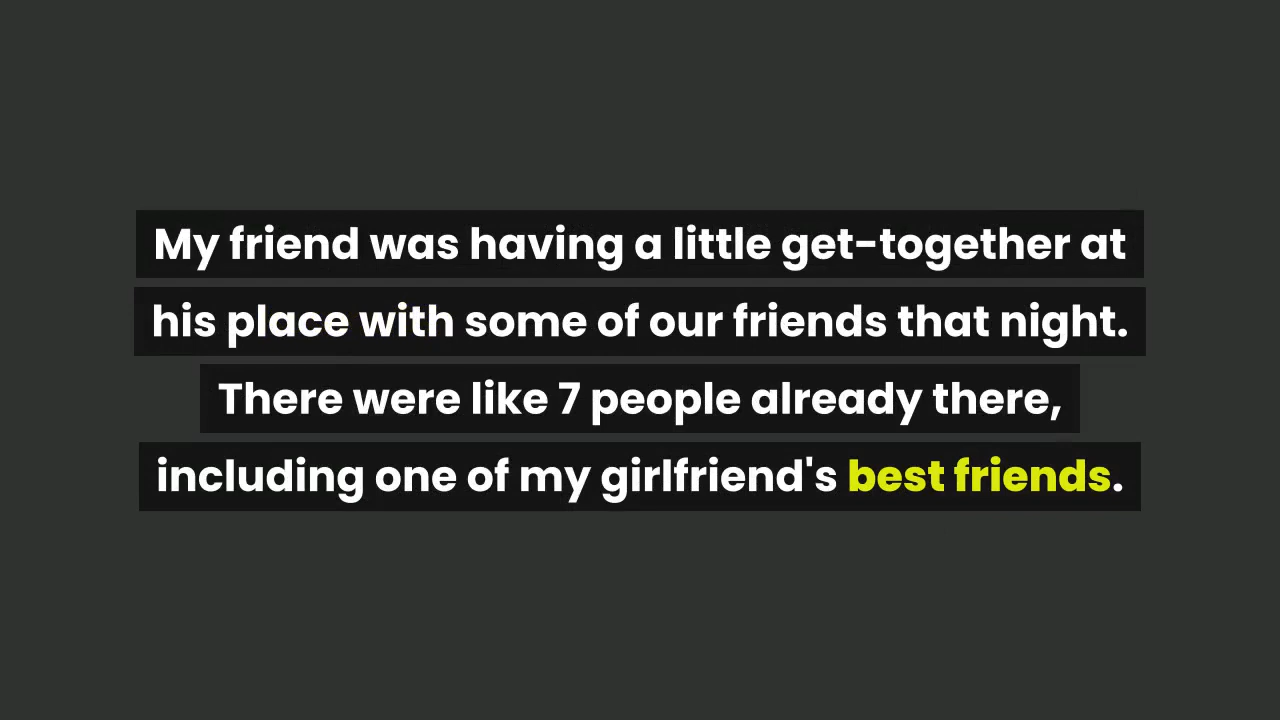 My friend was having a little get-together at
his place with some of our friends that night.
There were like 7 people already there,
including one of my girlfriend's best friends.